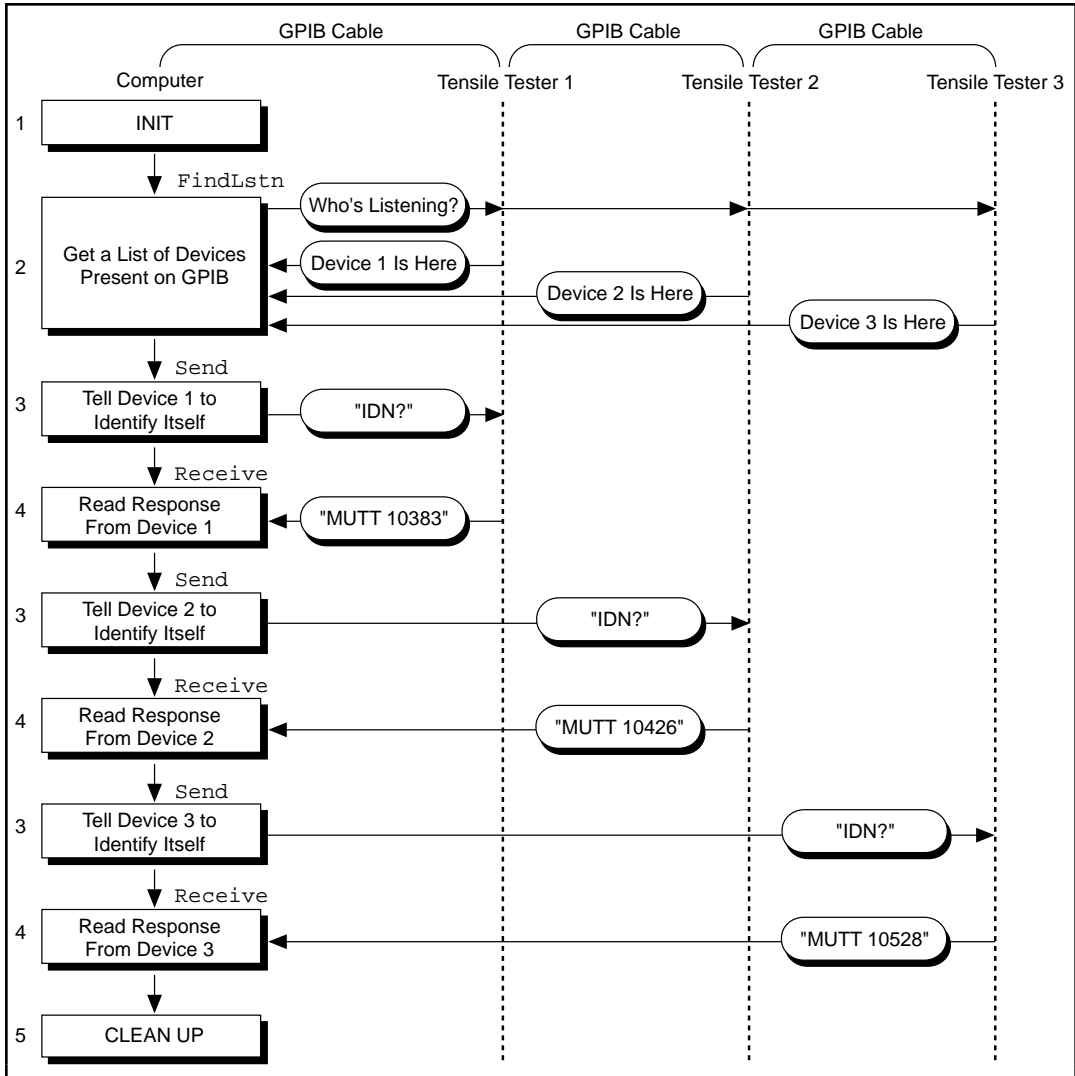 GPIB Cable GPIB Cable GPIB Cable
Computer Tensile Tester 1 Tensile Tester 2 Tensile Tester 3
1 INIT
FindLstn
Who's Listening?
2 Get a List of Devices
Present on GPIB
Device 1 Is Here
Device 2 Is Here
Device 3 Is Here
Send
3 Tell Device 1 to
Identify Itself
"IDN?"
Receive
4 Read Response
From Device 1
"MUTT 10383"
Send
3 Tell Device 2 to
Identify Itself
"IDN?"
Receive
4 Read Response
From Device 2
"MUTT 10426"
Send
3 Tell Device 3 to
Identify Itself
"IDN?"
Receive
4 Read Response
From Device 3
"MUTT 10528"
5 CLEAN UP